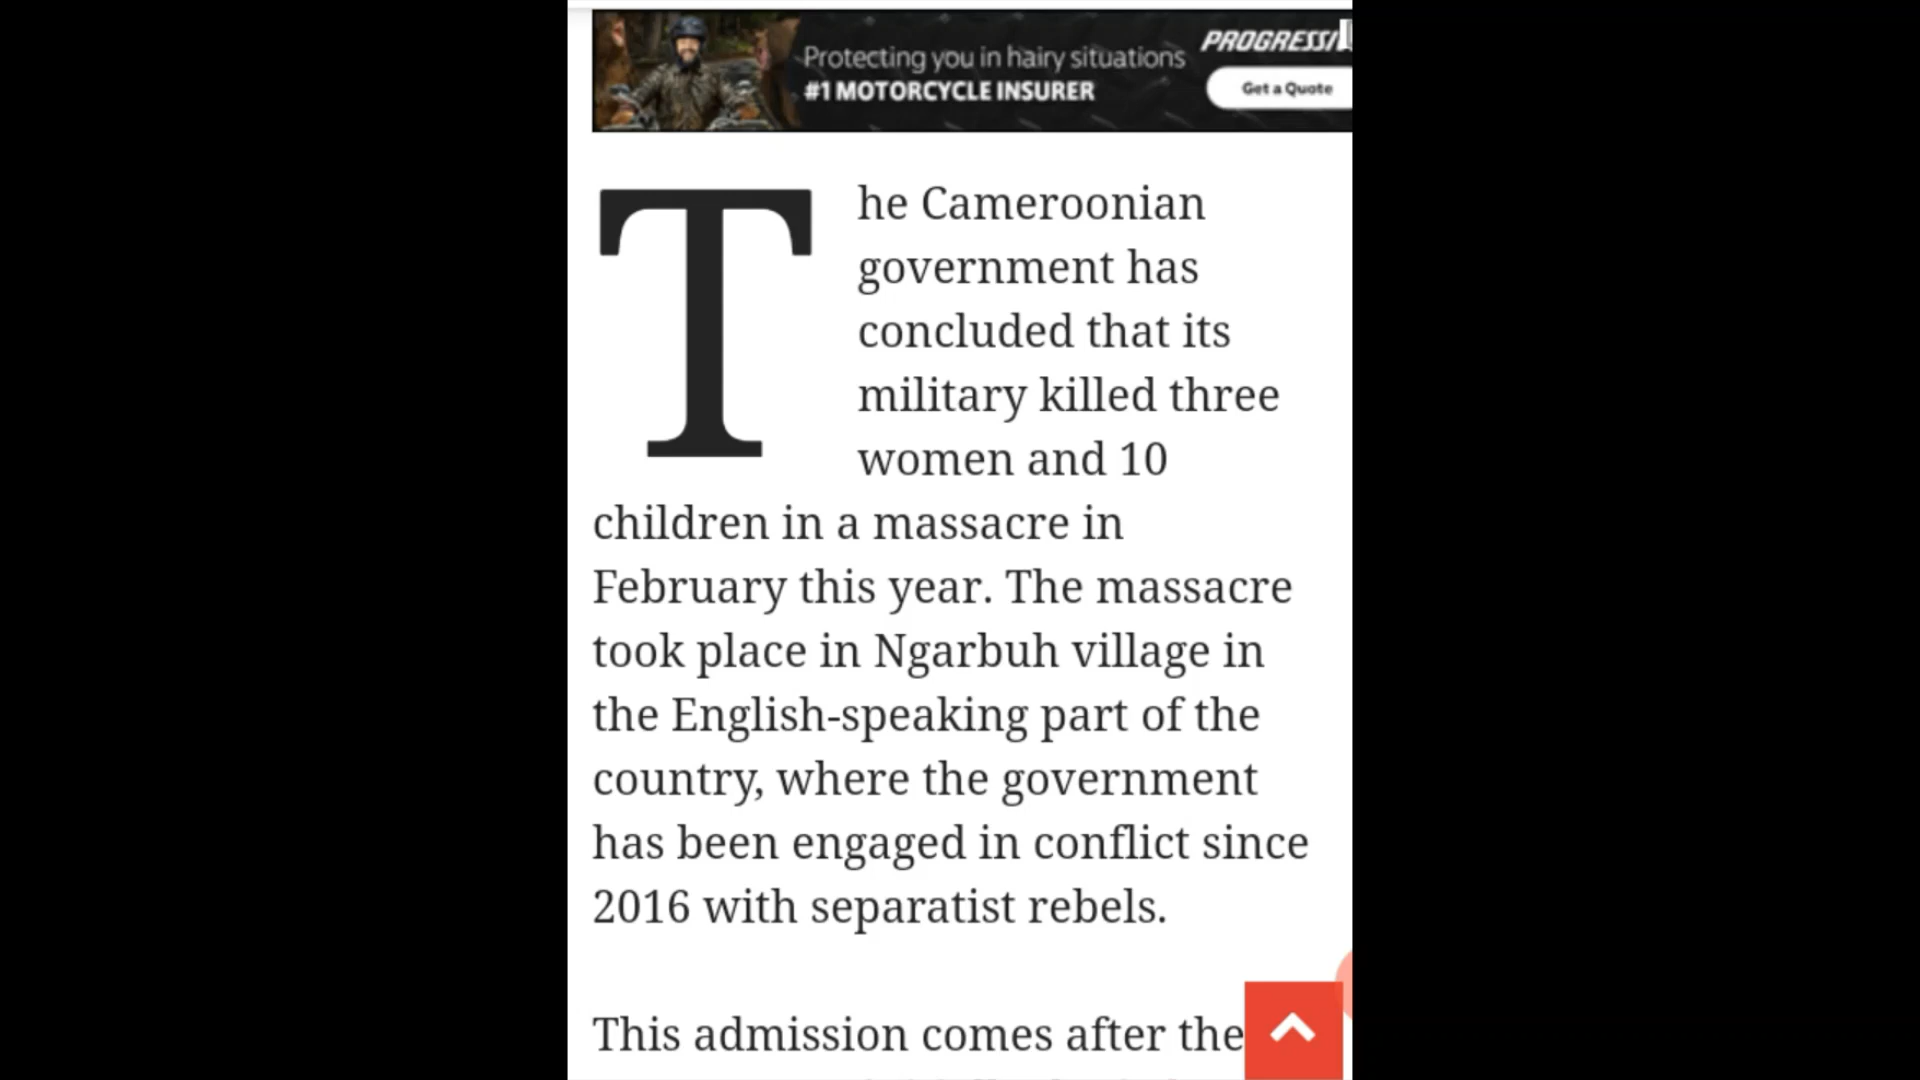 Protecting you in hairy situations
#1 MOTORCYCLE INSURER
Get a Quote
The Cameroonian
government has
concluded that its
military killed three
women and 10
children in a massacre in
February this year. The massacre
took place in Ngarbuh village in
the English-speaking part of the
country, where the government
has been engaged in conflict since
2016 with separatist rebels.
This admission comes after the